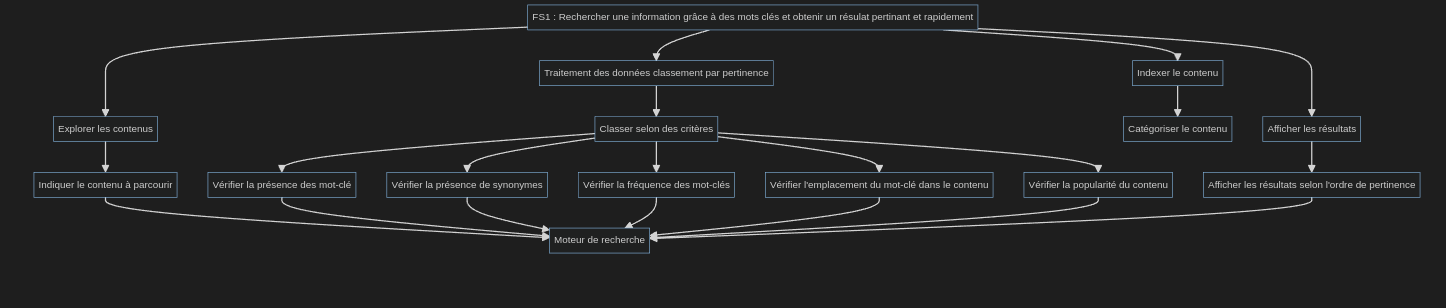 FS1 : Rechercher une information grâce à des mots clés et obtenir un résulat pertinant et rapidement
Traitement des données classement par pertinence
Indexer le contenu
Explorer les contenus
Classer selon des critères
Catégoriser le contenu
Afficher les résultats
Indiquer le contenu à parcourir
Vérifier la présence des mot-clé
Vérifier la présence de synonymes
Vérifier la fréquence des mot-clés
Vérifier l'emplacement du mot-clé dans le contenu
Vérifier la popularité du contenu
Afficher les résultats selon l'ordre de pertinence
Moteur de recherche